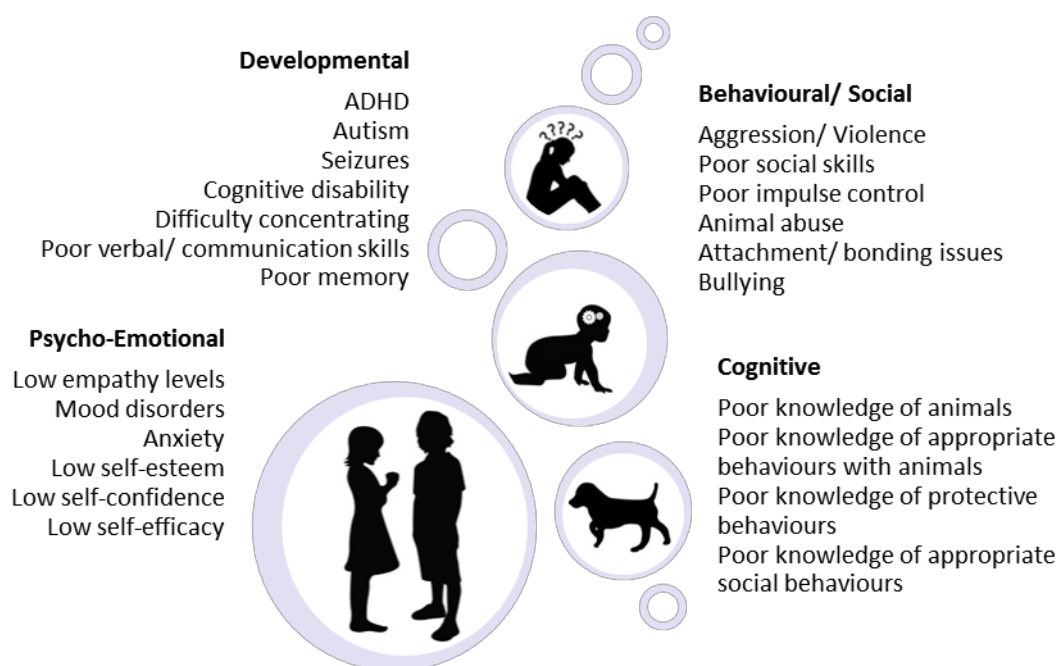 Developmental
ADHD
Autism
Seizures
Cognitive disability
Difficulty concentrating
Poor verbal/ communication skills
Poor memory
Behavioural/ Social
Aggression/ Violence
Poor social skills
Poor impulse control
Animal abuse
Attachment/ bonding issues
Bullying
Psycho-Emotional
Low empathy levels
Mood disorders
Anxiety
Low self-esteem
Low self-confidence
Low self-efficacy
Cognitive
Poor knowledge of animals
Poor knowledge of appropriate
behaviours with animals
Poor knowledge of protective
behaviours
Poor knowledge of appropriate
social behaviours
????